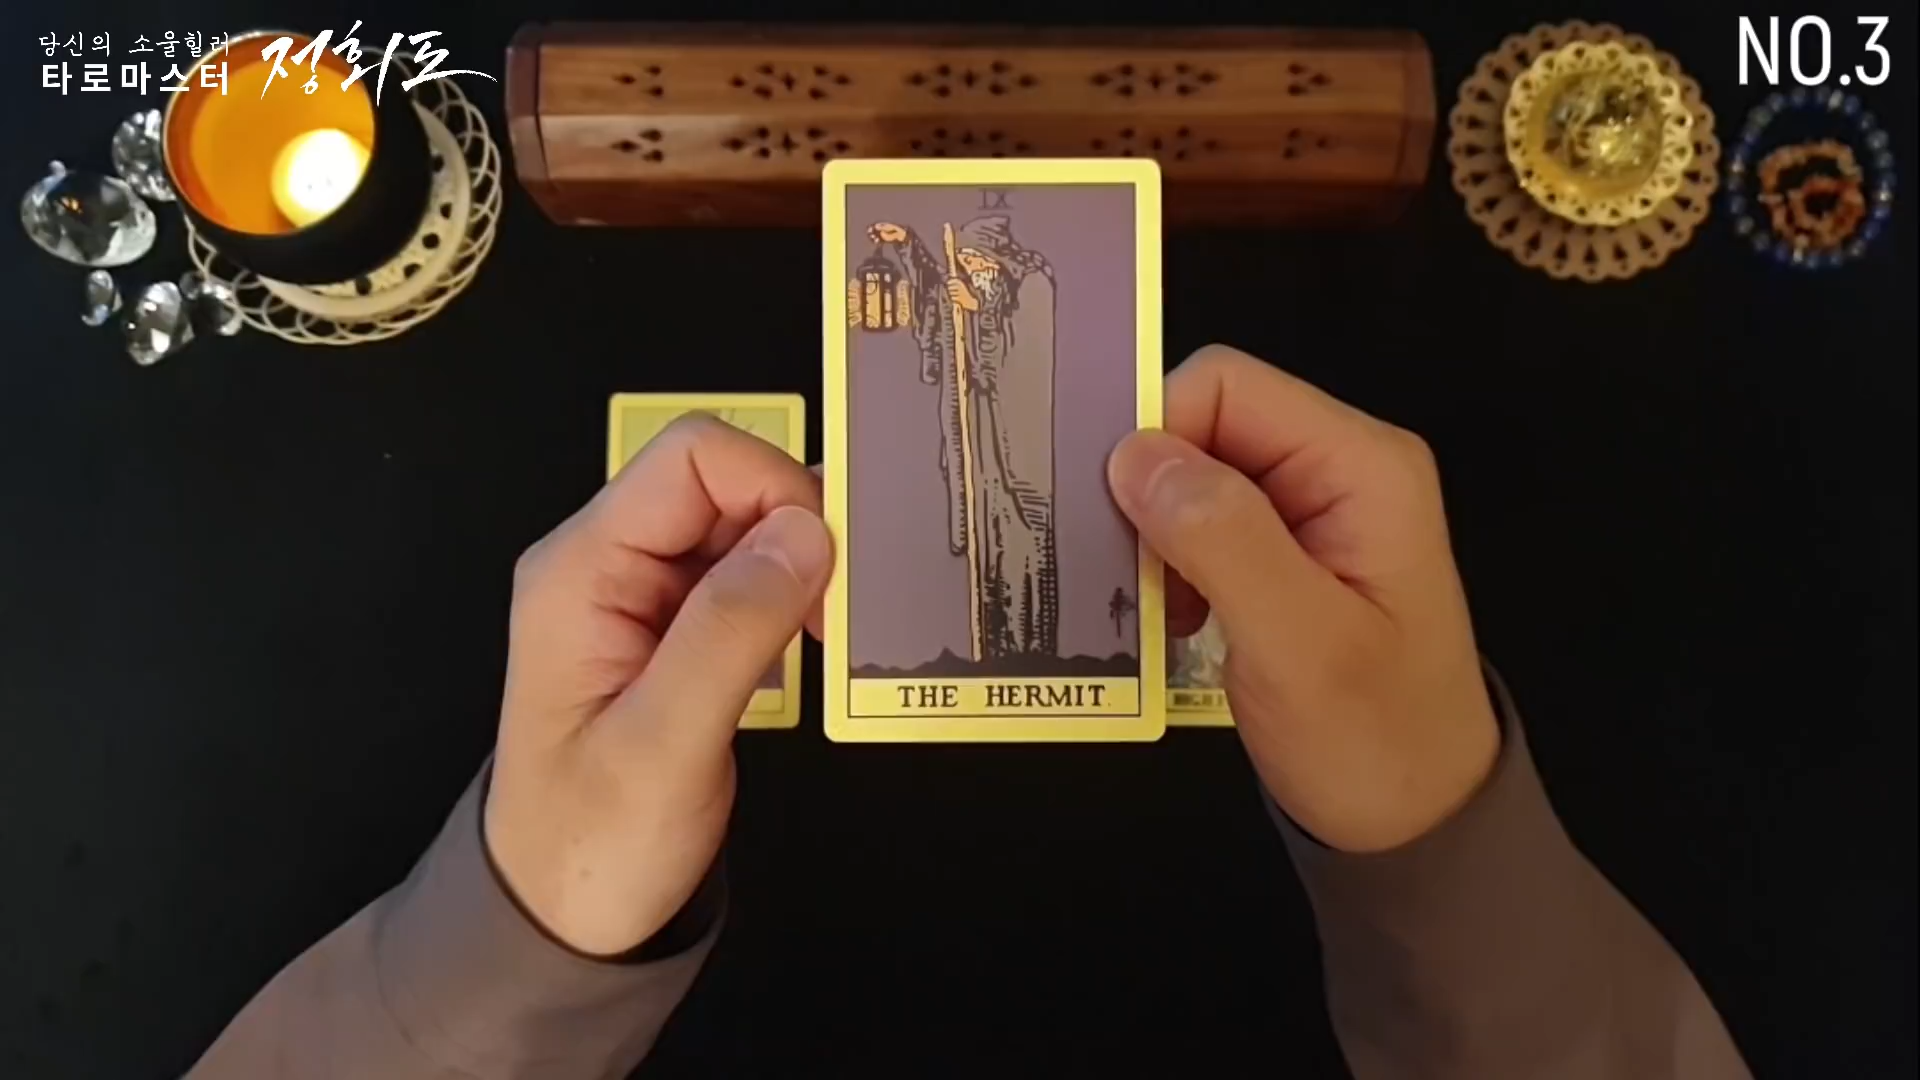 당신의 소울힐러
타로마스터 정회도
NO.3
IX
THE HERMIT.